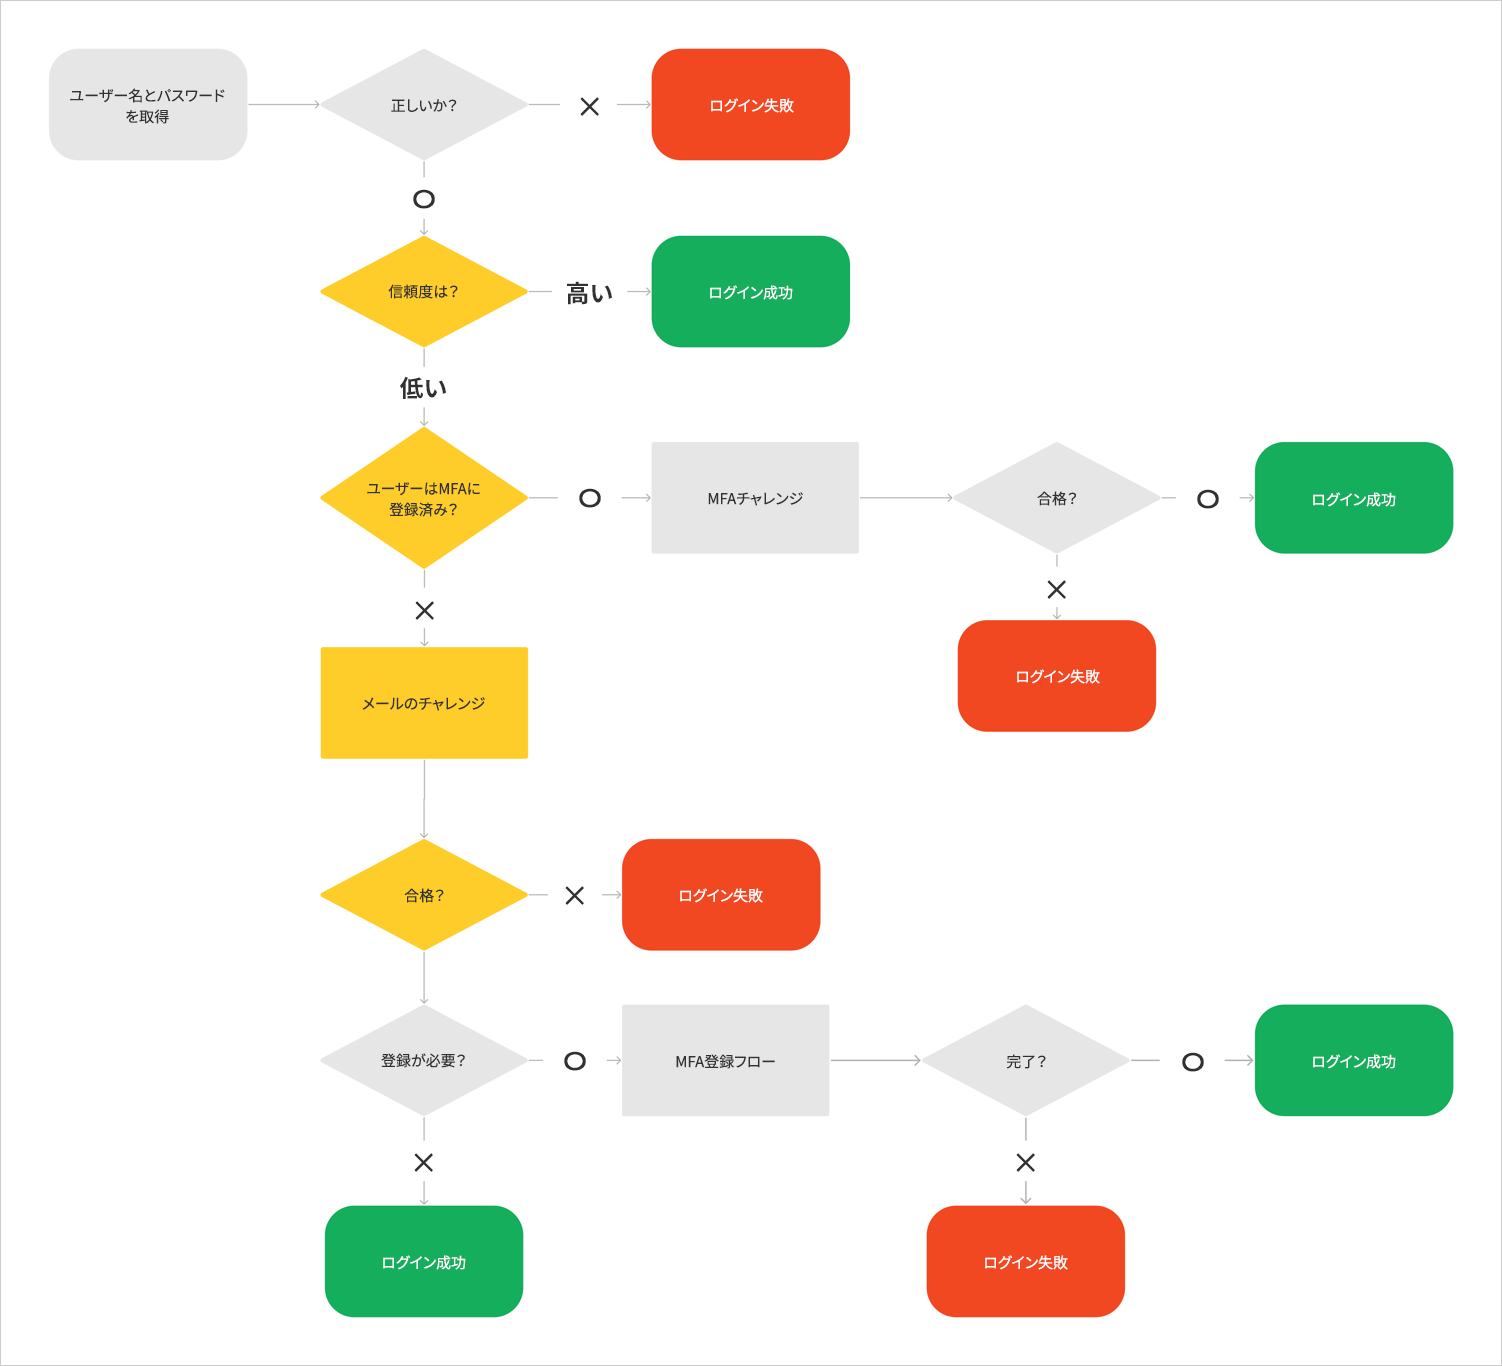 ユーザー名とパスワード
を取得
正しいか？
×
ログイン失敗
○
信頼度は？
高い
ログイン成功
低い
ユーザーはMFAに
登録済み？
○
MFAチャレンジ
合格？
○
ログイン成功
×
ログイン失敗
×
メールのチャレンジ
合格？
×
ログイン失敗
登録が必要？
○
MFA登録フロー
完了？
○
ログイン成功
×
ログイン成功
×
ログイン失敗